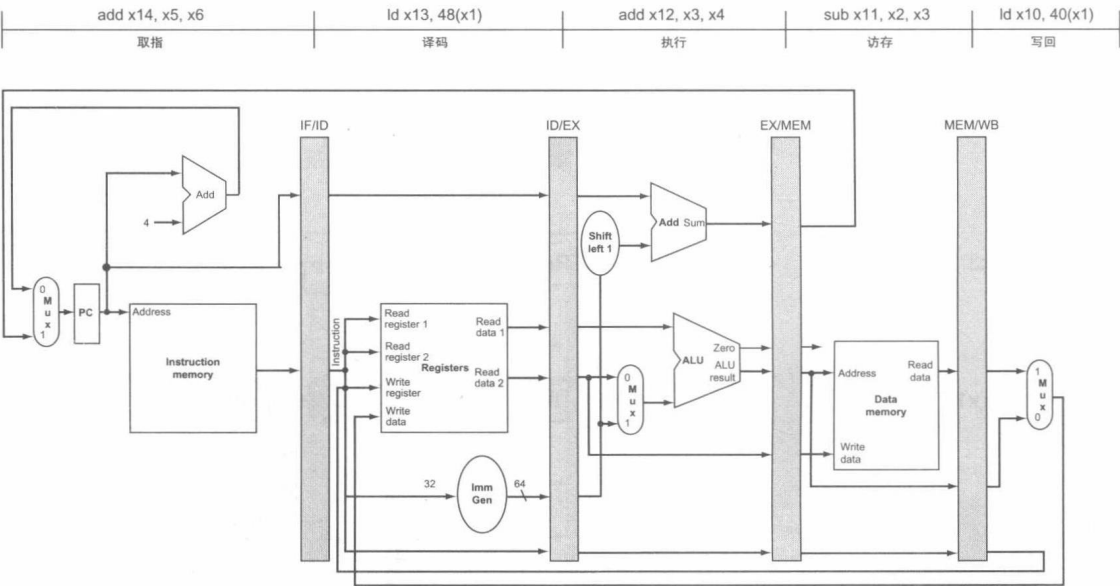 add x14, x5, x6
ld x13, 48(x1)
add x12, x3, x4
sub x11, x2, x3
ld x10, 40(x1)
取指
译码
执行
访存
写回
IF/ID
ID/EX
EX/MEM
MEM/WB
Add
4
Shift
left 1
Add Sum
0
M
u
x
1
PC
Address
Instruction
memory
Instruction
Read
register 1
Read
register 2
Write
register
Write
data
Registers
Read
data 1
Read
data 2
32
Imm
Gen
64
0
M
u
x
1
ALU
Zero
ALU
result
Address
Read
data
Data
memory
Write
data
1
M
u
x
0